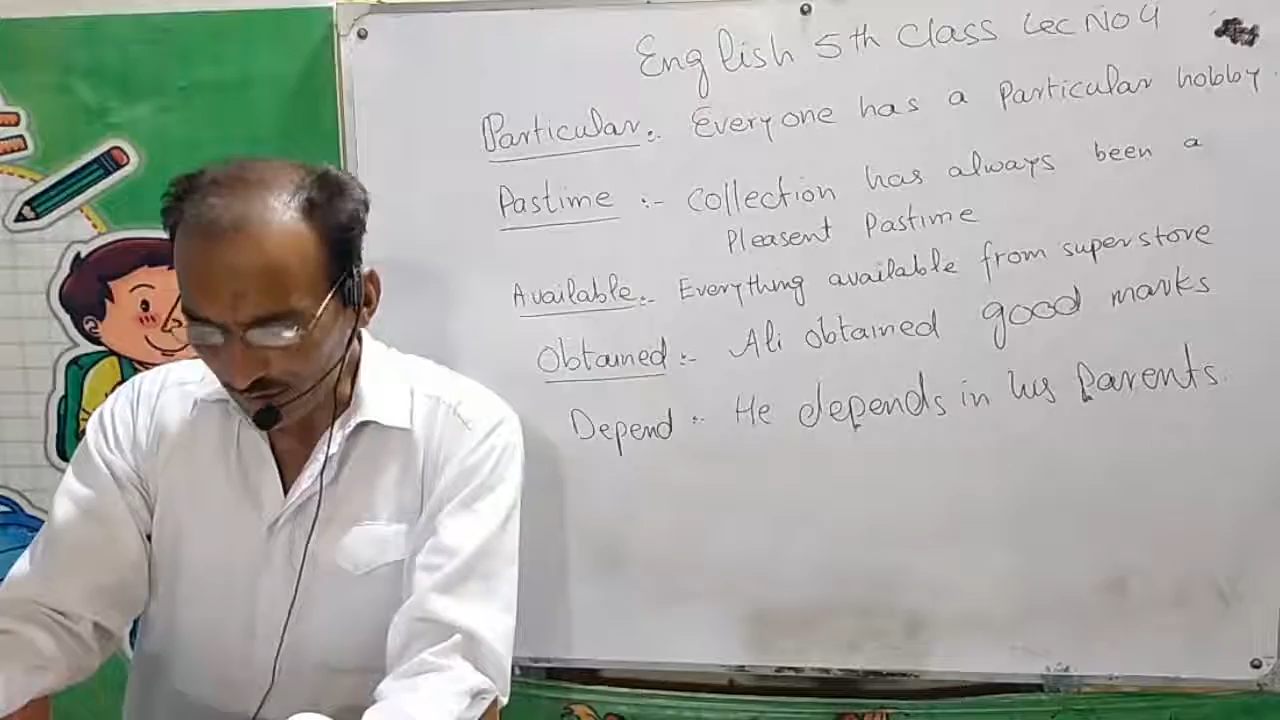 English 5th Class Lec No 4
Particular:- Everyone has a Particular hobby.
Pastime :- Collection has always been a
Pleasent Pastime
Available:- Everything available from superstore
Obtained :- Ali obtained good marks
Depend :- He depends in his Parents.